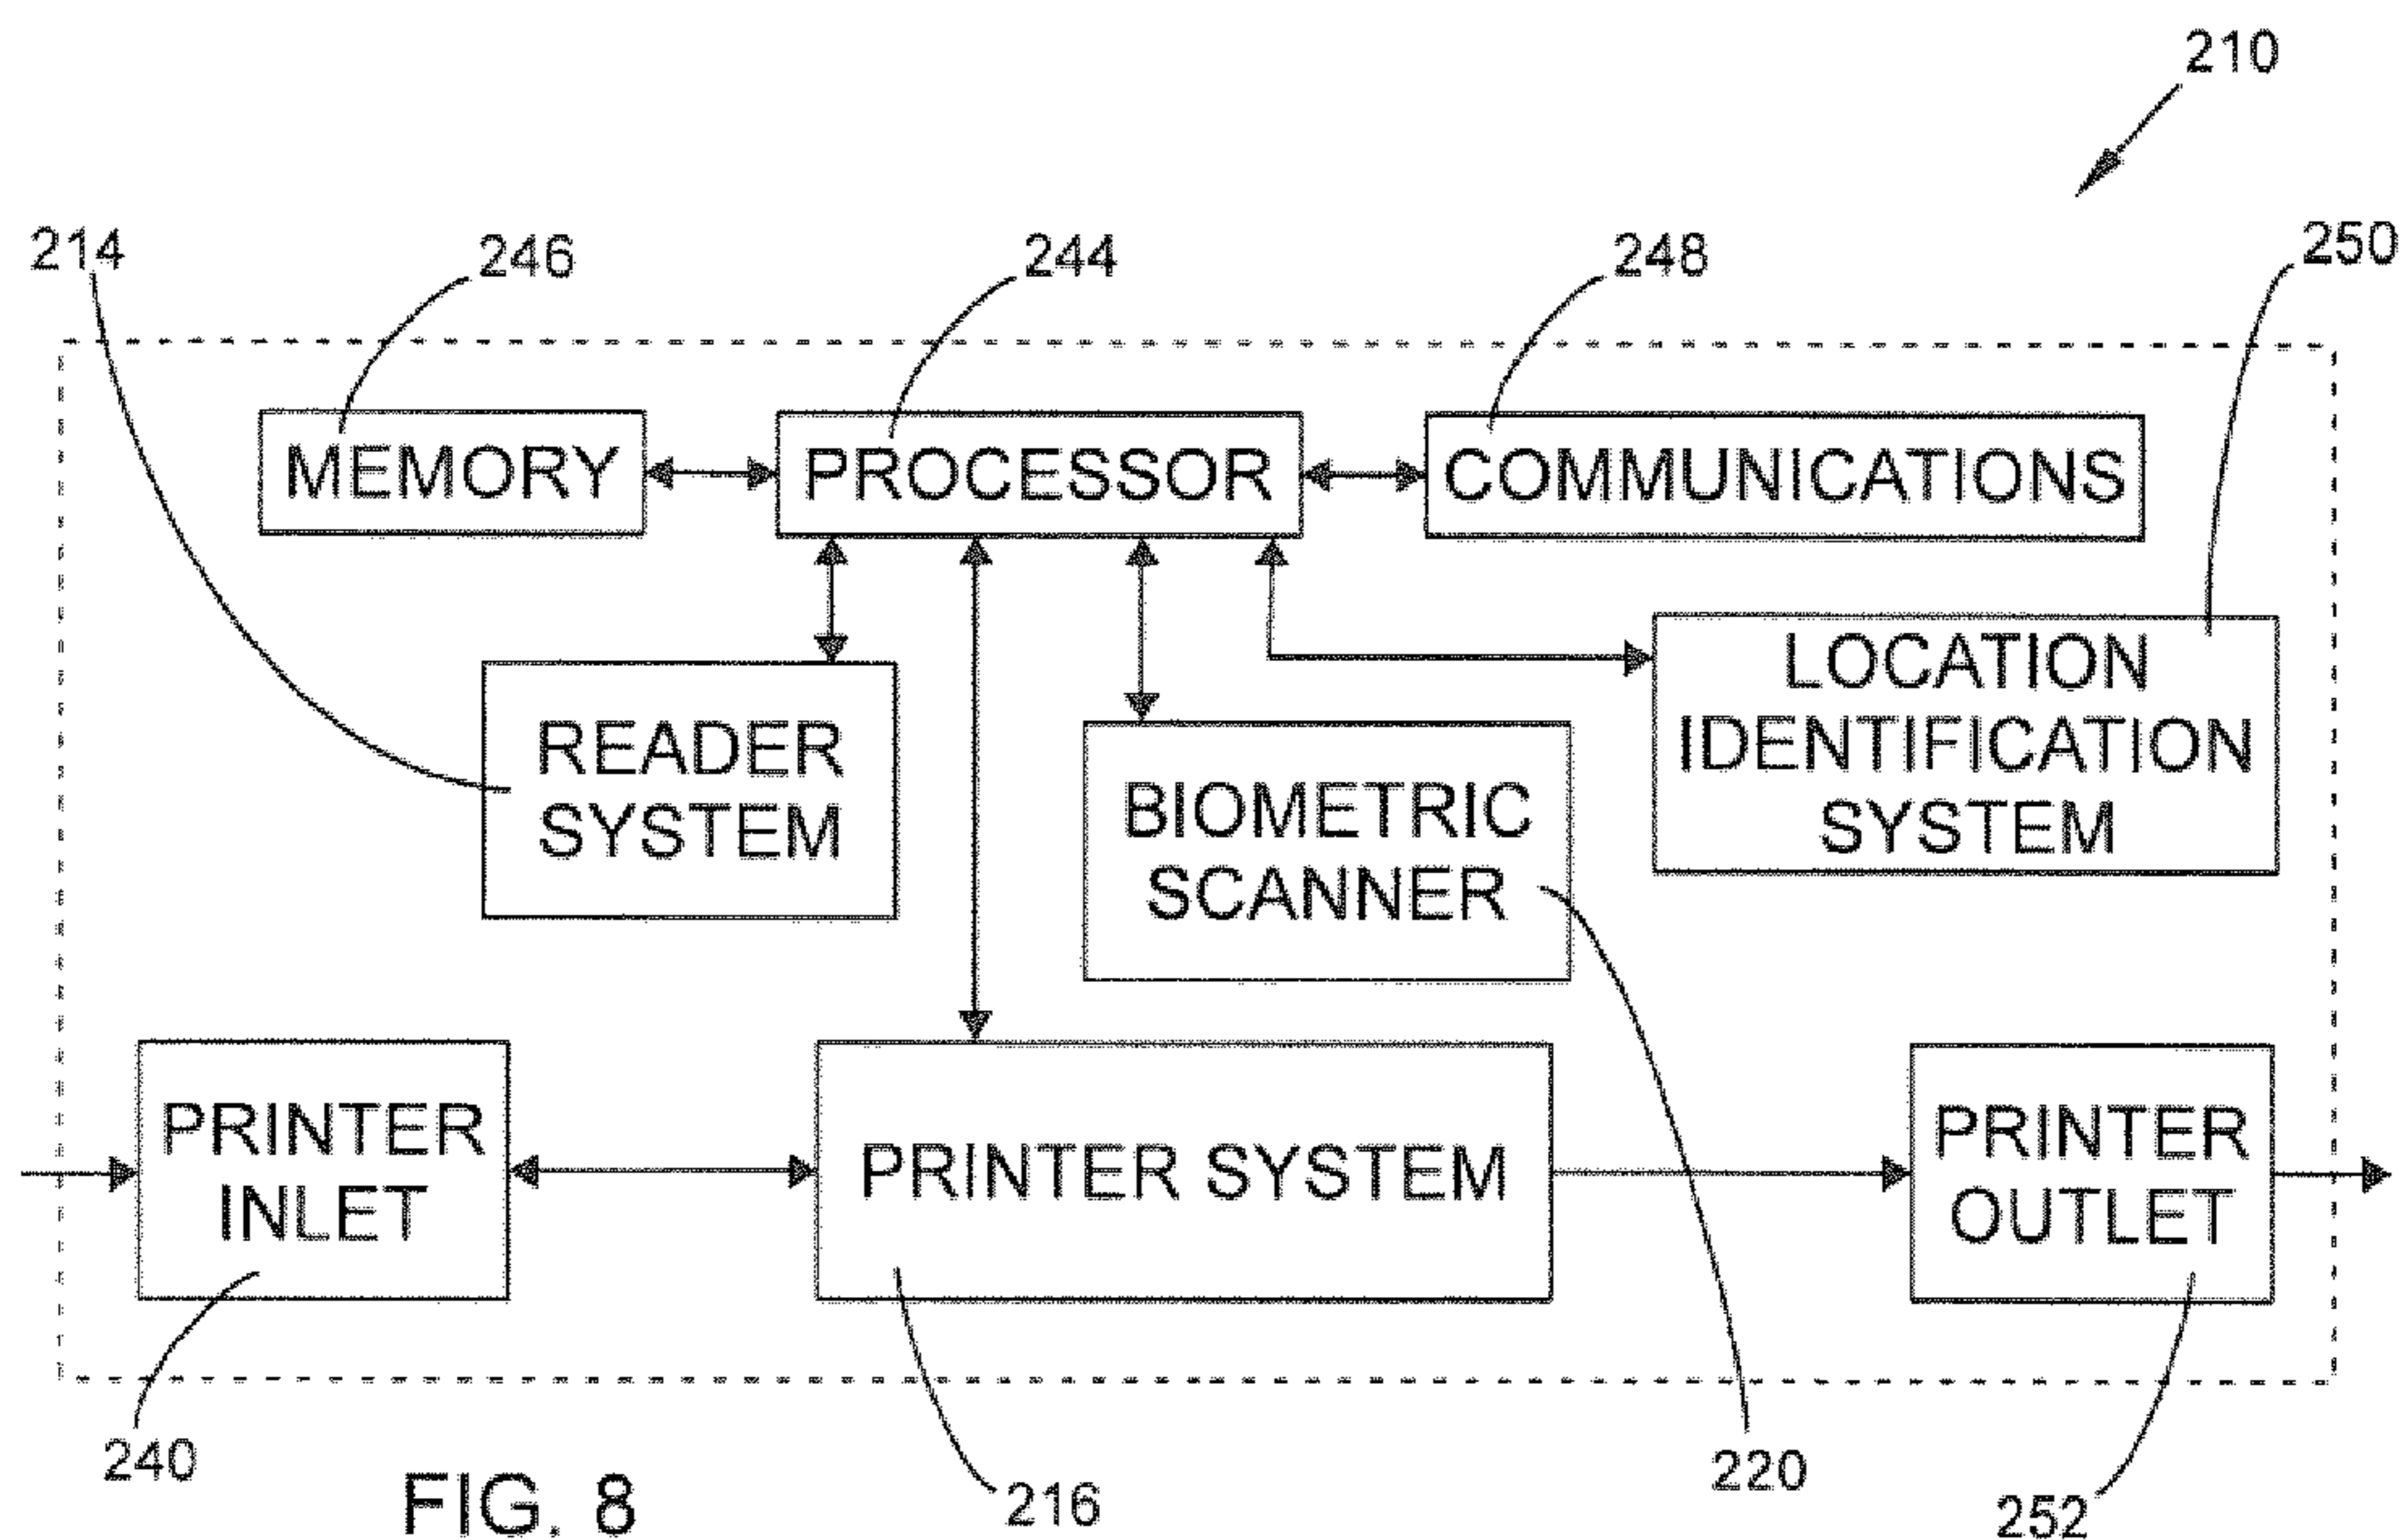 210
214
246
244
248
250
MEMORY
PROCESSOR
COMMUNICATIONS
READER
SYSTEM
BIOMETRIC
SCANNER
LOCATION
IDENTIFICATION
SYSTEM
PRINTER
INLET
PRINTER SYSTEM
PRINTER
OUTLET
240
216
220
252
FIG. 8